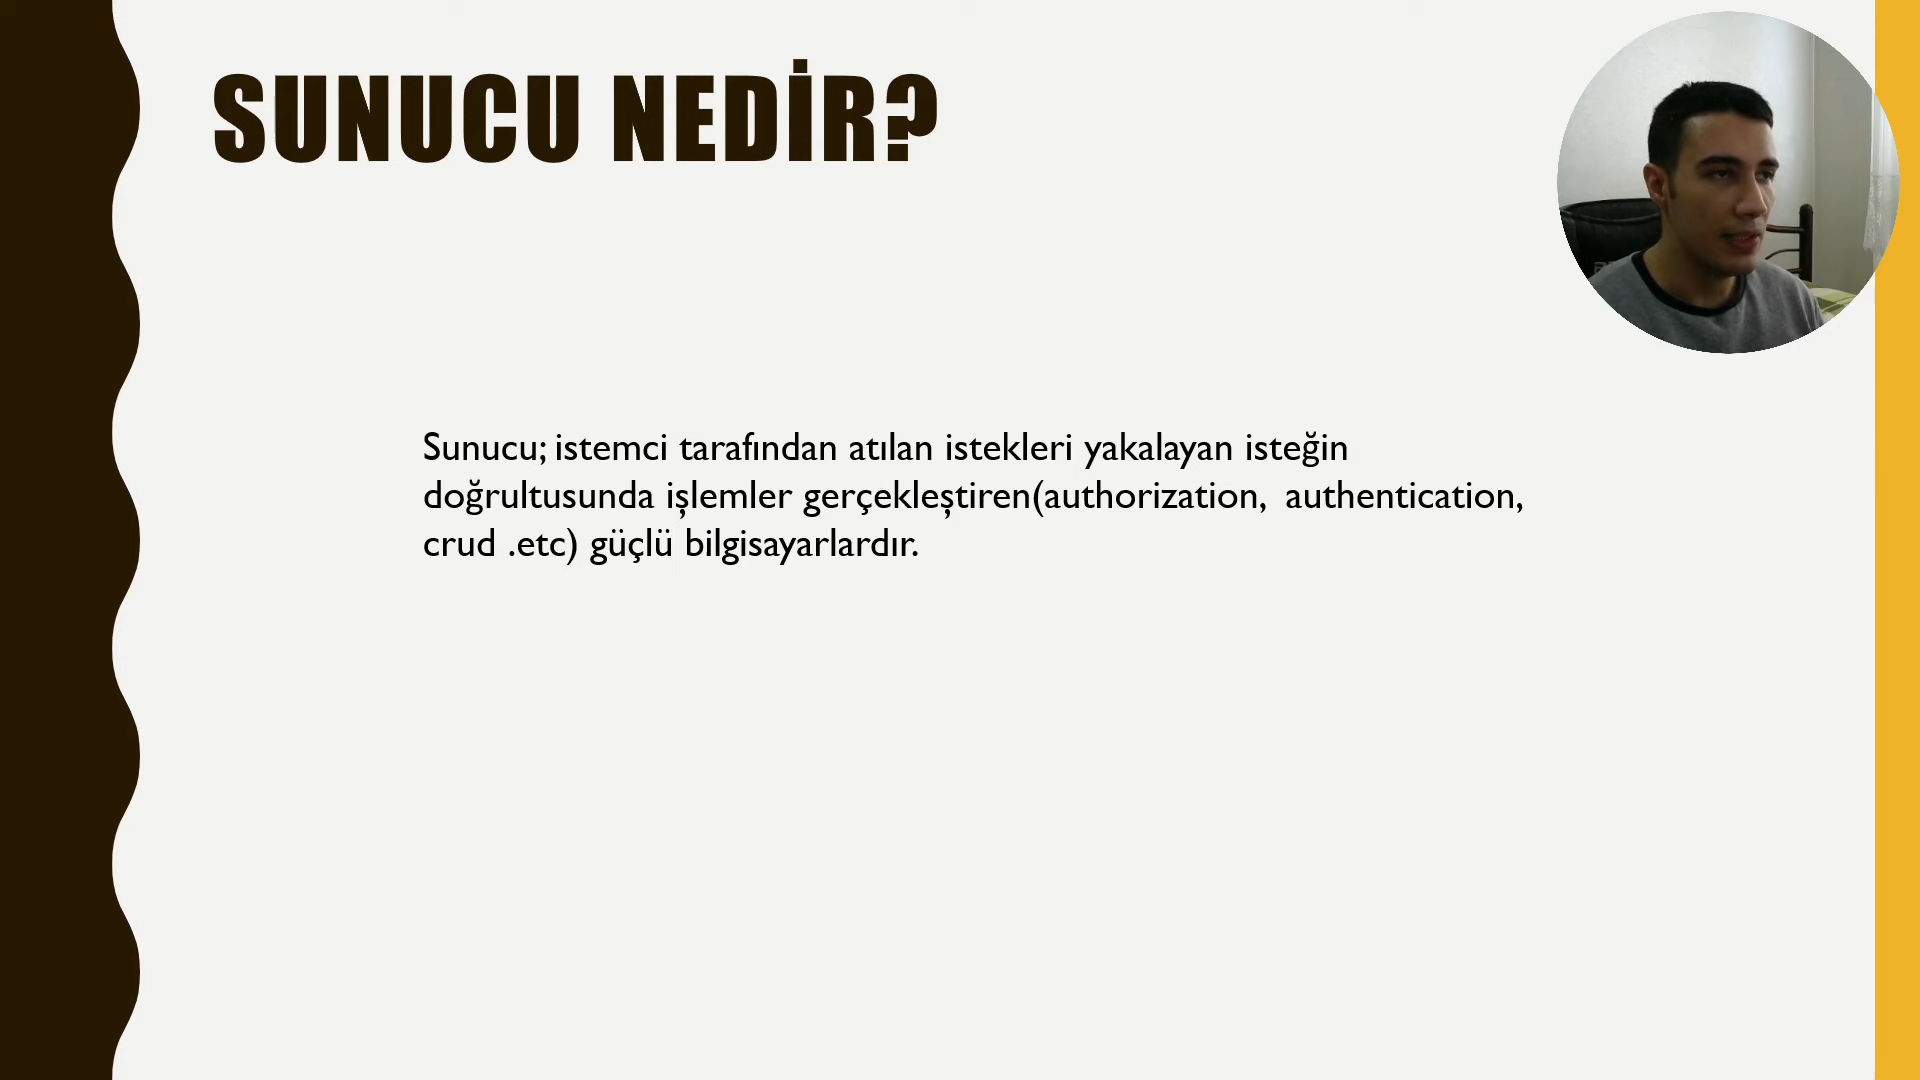 SUNUCU NEDİR?
Sunucu; istemci tarafından atılan istekleri yakalayan isteğin
doğrultusunda işlemler gerçekleştiren(authorization,  authentication,
crud .etc) güçlü bilgisayarlardır.